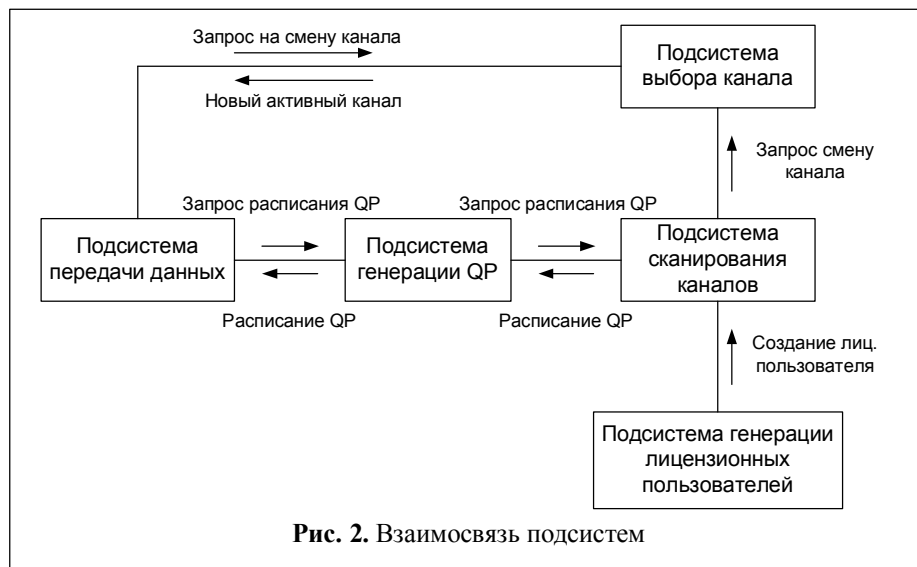 Запрос на смену канала
Новый активный канал
Подсистема
выбора канала
Запрос смену
канала
Запрос расписания QP
Запрос расписания QP
Подсистема
передачи данных
Подсистема
генерации QP
Подсистема
сканирования
каналов
Расписание QP
Расписание QP
Создание лиц.
пользователя
Подсистема генерации
лицензионных
пользователей
Рис. 2. Взаимосвязь подсистем